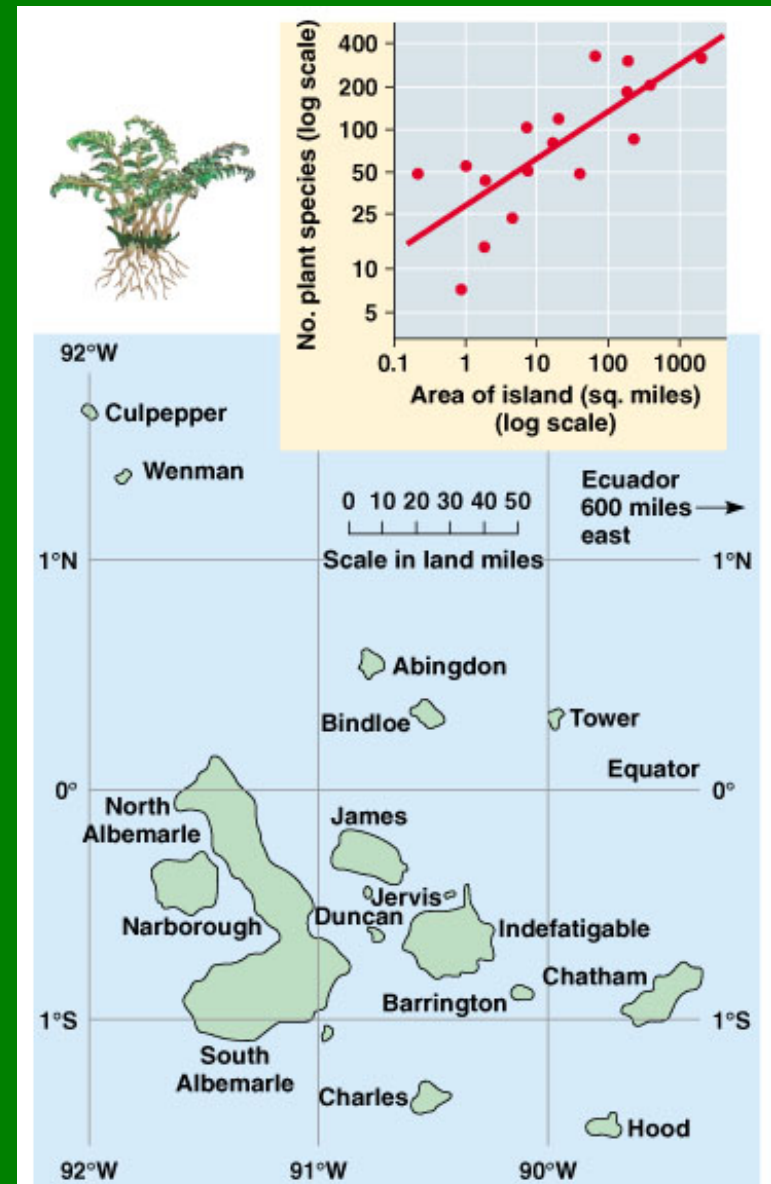 No. plant species (log scale)
400
200
100
50
25
10
5
0.1 1 10 100 1000
Area of island (sq. miles)
(log scale)
92°W
Culpepper
Wenman
0 10 20 30 40 50
Scale in land miles
Ecuador
600 miles
east
1°N 1°N
Abingdon
Bindloe
Tower
Equator
0° 0°
North
Albemarle
James
Jervis
Narborough
Duncan
Indefatigable
Chatham
Barrington
1°S 1°S
South
Albemarle
Charles
Hood
92°W 91°W 90°W